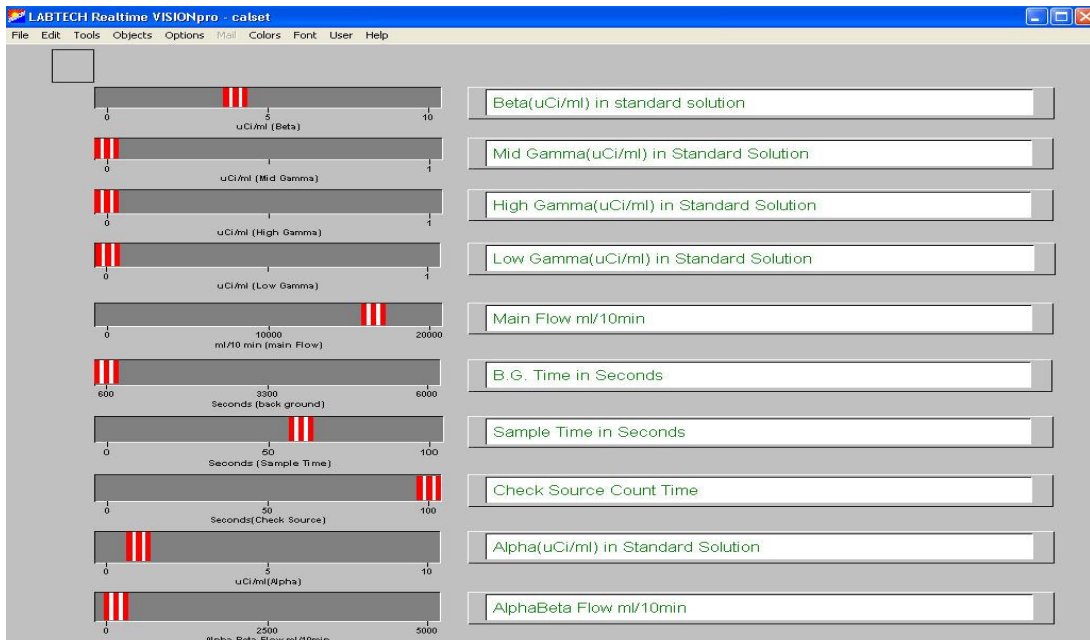 LABTECH Realtime VISIONpro - calset
File Edit Tools Objects Options Mail Colors Font User Help
0 5 10
uCi/ml (Beta)
Beta(uCi/ml) in standard solution
0 1
uCi/ml (Mid Gamma)
Mid Gamma(uCi/ml) in Standard Solution
0 1
uCi/ml (High Gamma)
High Gamma(uCi/ml) in Standard Solution
0 1
uCi/ml (Low Gamma)
Low Gamma(uCi/ml) in Standard Solution
0 10000 20000
ml/10 min (main Flow)
Main Flow ml/10min
600 3300 6000
Seconds (back ground)
B.G. Time in Seconds
0 50 100
Seconds (Sample Time)
Sample Time in Seconds
0 50 100
Seconds(Check Source)
Check Source Count Time
0 5 10
uCi/ml(Alpha)
Alpha(uCi/ml) in Standard Solution
0 2500 5000
Alpha Beta Flow ml/10min
AlphaBeta Flow ml/10min